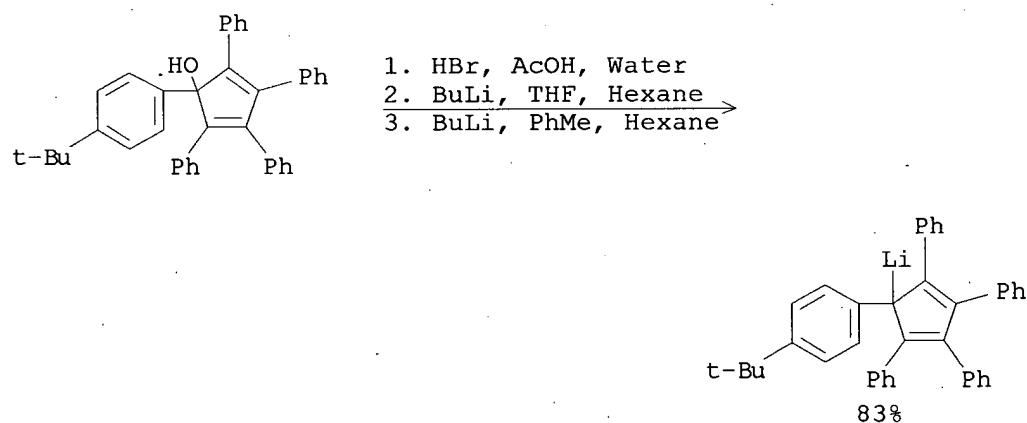 Ph
HO
Ph
t-Bu
Ph
Ph
1. HBr, AcOH, Water
2. BuLi, THF, Hexane
3. BuLi, PhMe, Hexane
Ph
Li
Ph
t-Bu
Ph
Ph
83%